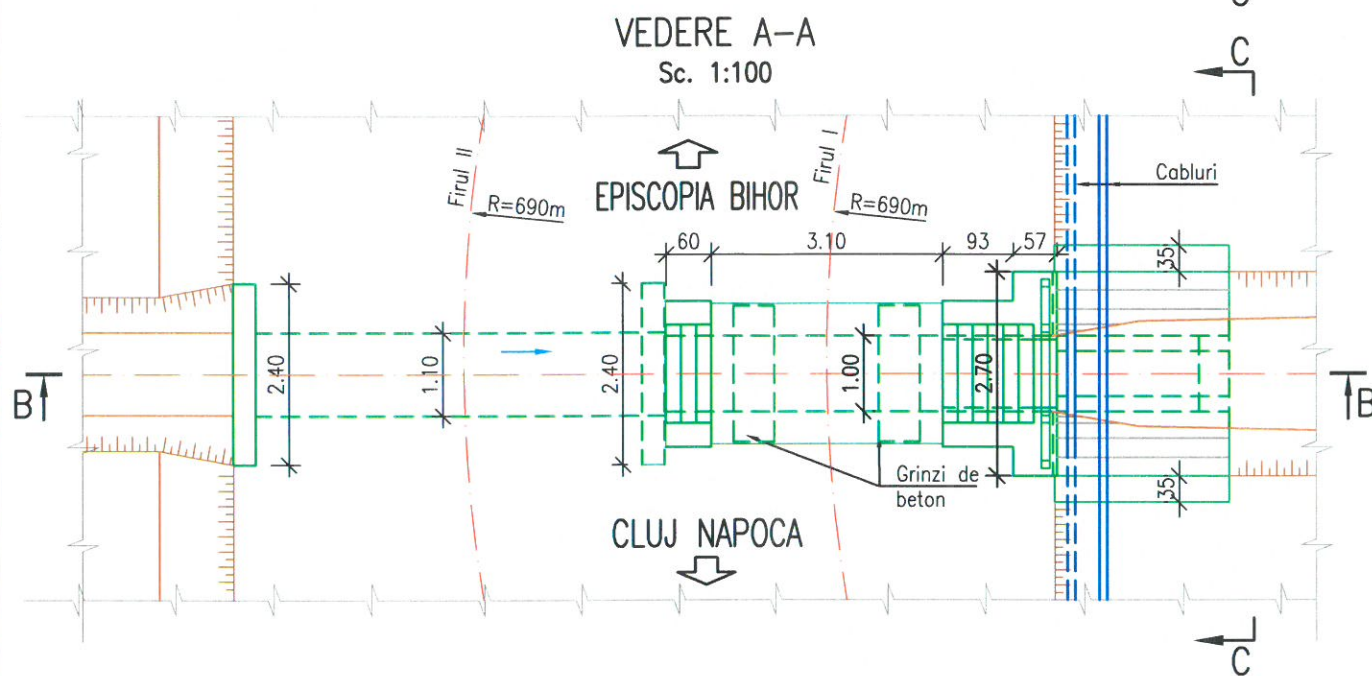 VEDERE A-A
Sc. 1:100
C
Firul II
Firul I
EPISCOPIA BIHOR
R=690m
R=690m
Cabluri
60
3.10
93
57
35
2.40
1.10
2.40
1.00
2.70
B
B
Grinzi de
beton
35
CLUJ NAPOCA
C